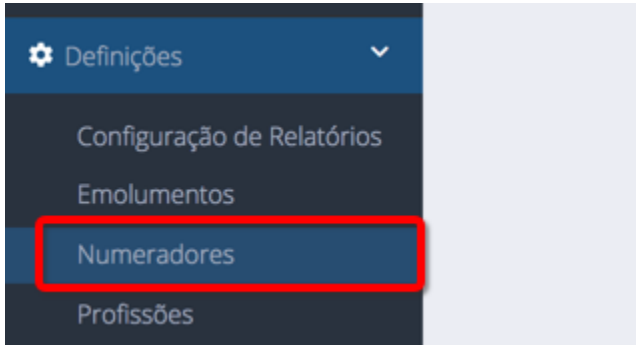 Definições
Configuração de Relatórios
Emolumentos
Numeradores
Profissões